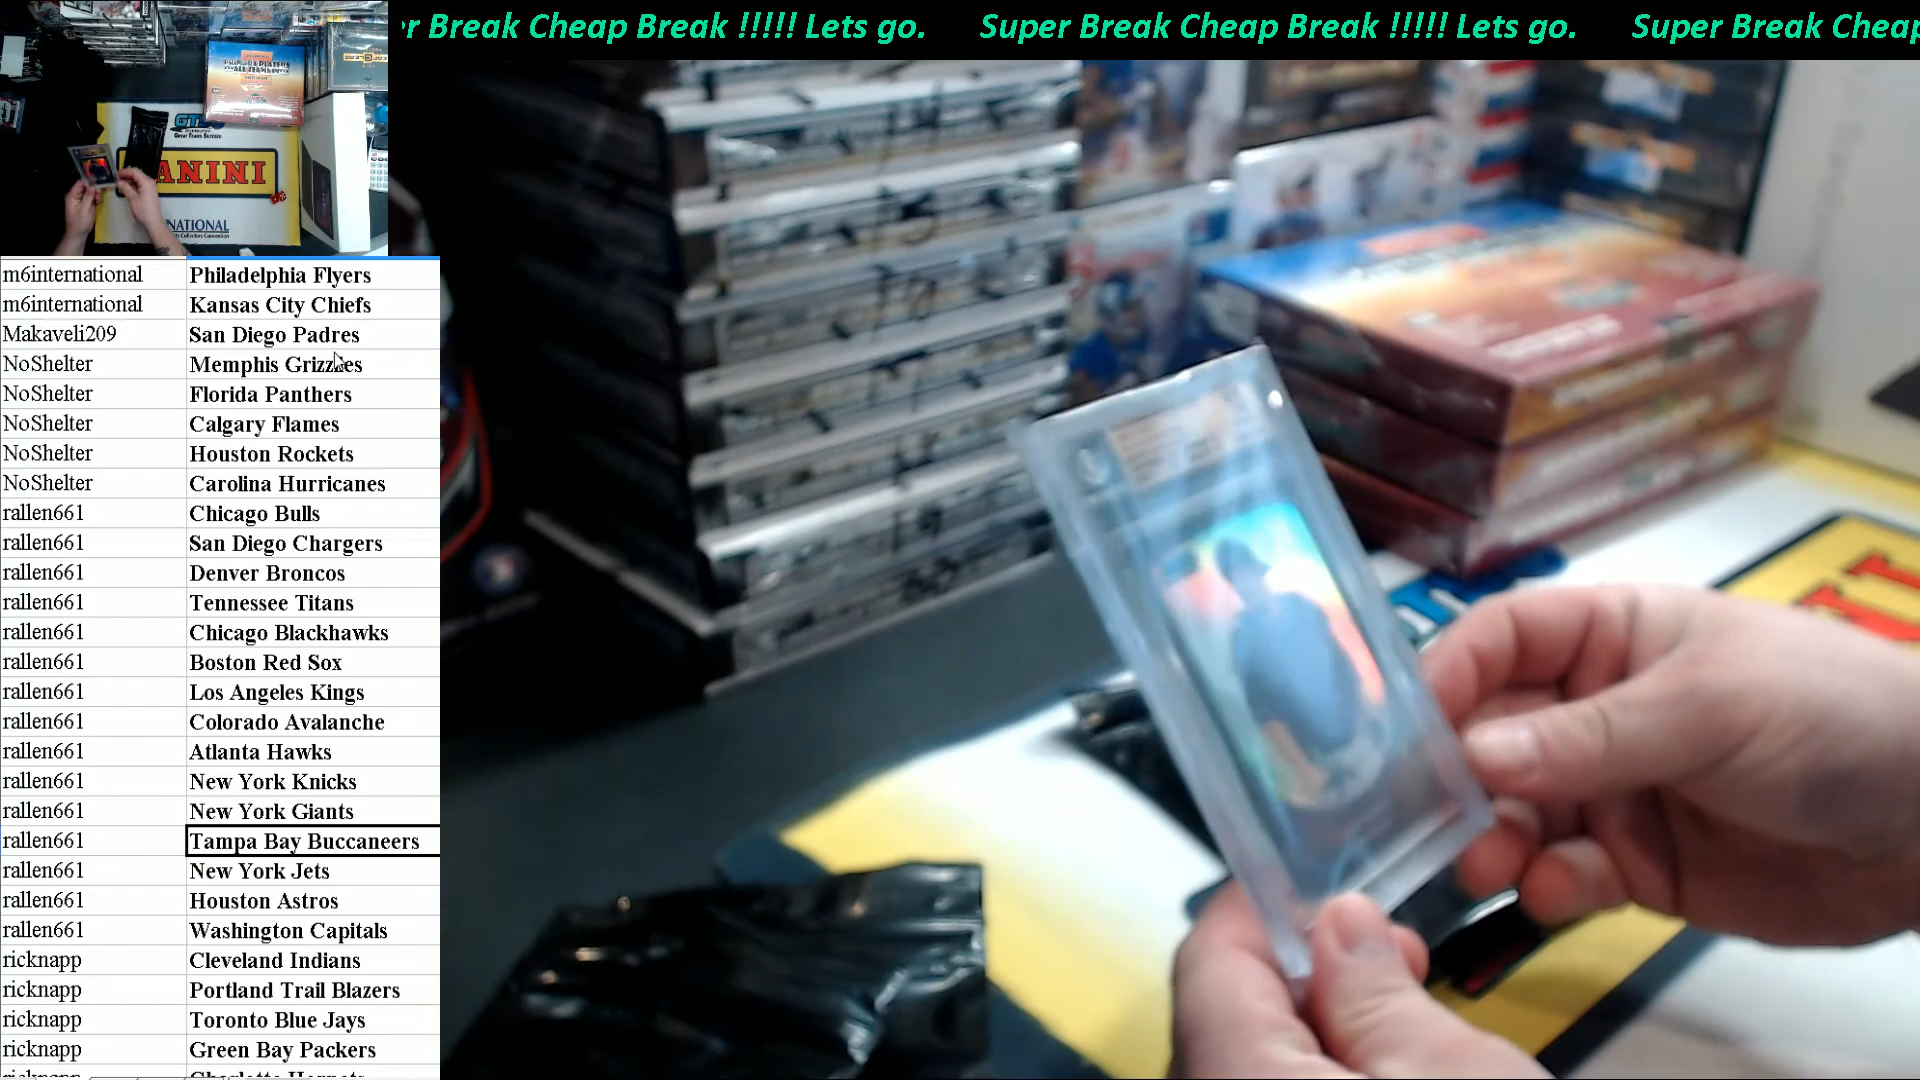 r Break Cheap Break !!!!! Lets go. Super Break Cheap Break !!!!! Lets go. Super Break Cheap
PANINI
NATIONAL
m6international Philadelphia Flyers
m6international Kansas City Chiefs
Makaveli209 San Diego Padres
NoShelter Memphis Grizzlies
NoShelter Florida Panthers
NoShelter Calgary Flames
NoShelter Houston Rockets
NoShelter Carolina Hurricanes
rallen661 Chicago Bulls
rallen661 San Diego Chargers
rallen661 Denver Broncos
rallen661 Tennessee Titans
rallen661 Chicago Blackhawks
rallen661 Boston Red Sox
rallen661 Los Angeles Kings
rallen661 Colorado Avalanche
rallen661 Atlanta Hawks
rallen661 New York Knicks
rallen661 New York Giants
rallen661 Tampa Bay Buccaneers
rallen661 New York Jets
rallen661 Houston Astros
rallen661 Washington Capitals
ricknapp Cleveland Indians
ricknapp Portland Trail Blazers
ricknapp Toronto Blue Jays
ricknapp Green Bay Packers
ricknapp Charlotte Hornets